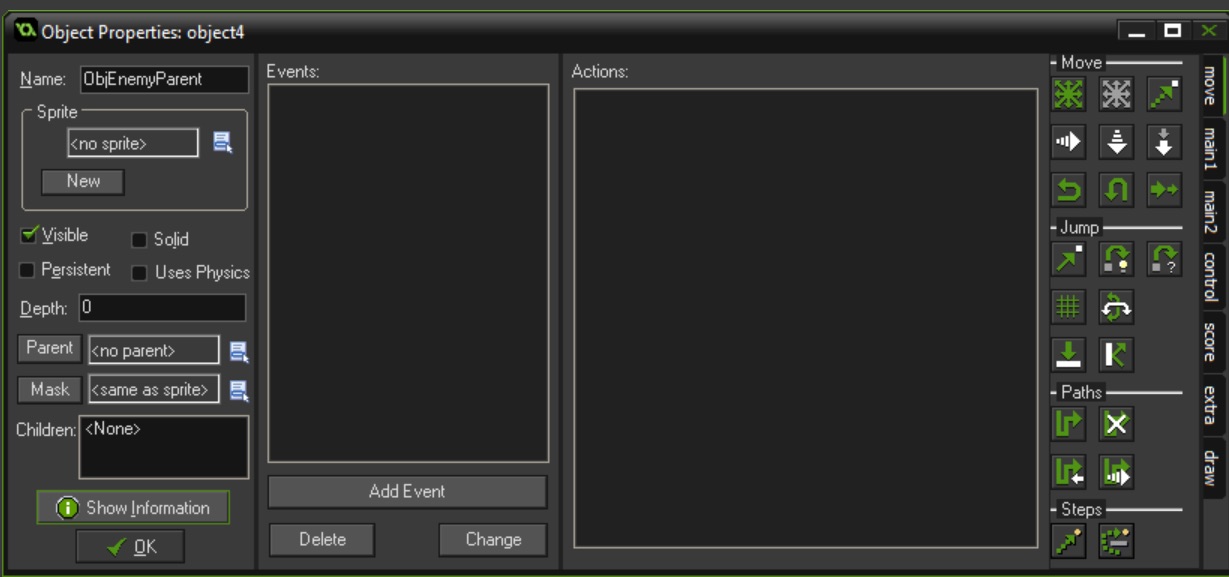 Object Properties: object4
Name: ObjEnemyParent
Sprite
<no sprite>
New
Visible
Solid
Persistent
Uses Physics
Depth: 0
Parent <no parent>
Mask <same as sprite>
Children: <None>
Show Information
OK
Events:
Add Event
Delete
Change
Actions:
Move
Jump
?
Paths
Steps
move
main1
main2
control
score
extra
draw